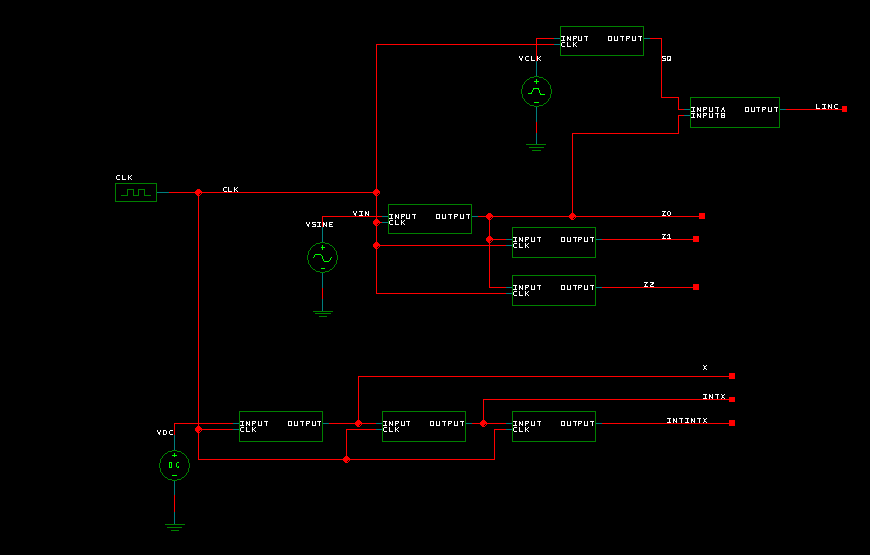 INPUT OUTPUT
CLK
VCLK
SQ
INPUTA OUTPUT
INPUTB
LINC
CLK
CLK
VIN
VSINE
INPUT OUTPUT
CLK
Z0
INPUT OUTPUT
CLK
Z1
INPUT OUTPUT
CLK
Z2
X
INTX
VDC
INPUT OUTPUT
CLK
INPUT OUTPUT
CLK
INPUT OUTPUT
CLK
INTINTX
DC